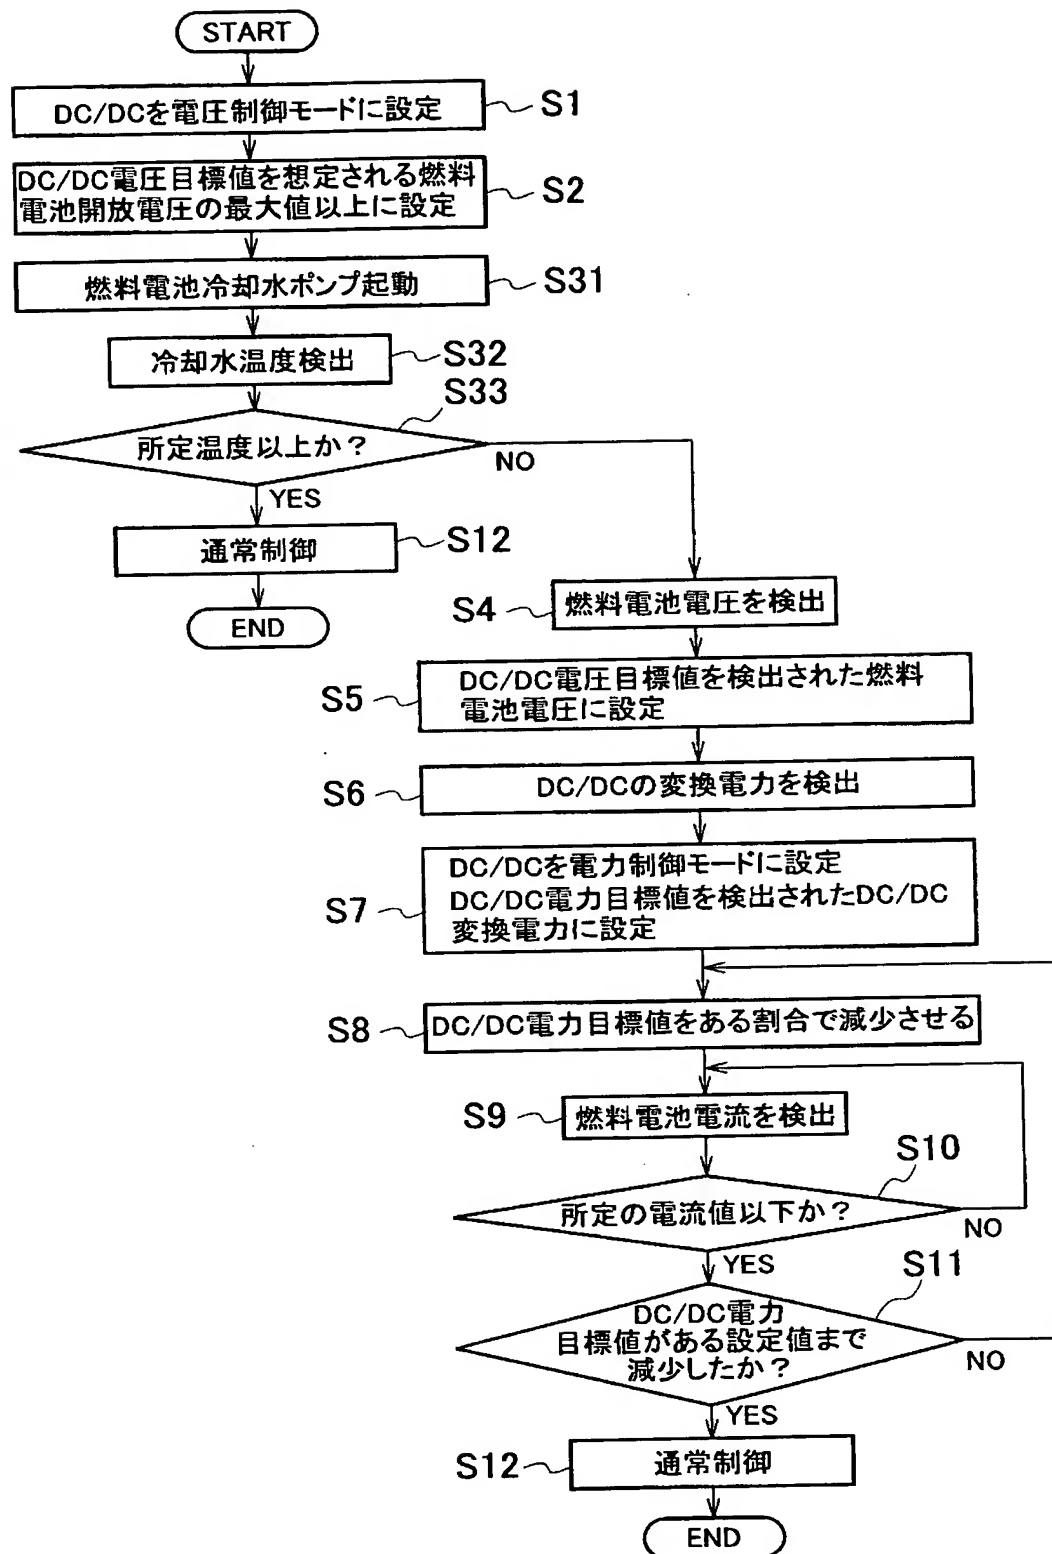 START
DC/DCを電圧制御モードに設定
S1
DC/DC電圧目標値を想定される燃料
電池開放電圧の最大値以上に設定
S2
燃料電池冷却水ポンプ起動
S31
冷却水温度検出
S32
S33
所定温度以上か？
NO
YES
通常制御
S12
END
S4
燃料電池電圧を検出
S5
DC/DC電圧目標値を検出された燃料
電池電圧に設定
S6
DC/DCの変換電力を検出
S7
DC/DCを電力制御モードに設定
DC/DC電力目標値を検出されたDC/DC
変換電力に設定
S8
DC/DC電力目標値をある割合で減少させる
S9
燃料電池電流を検出
S10
所定の電流値以下か？
NO
YES
S11
DC/DC電力
目標値がある設定値まで
減少したか？
NO
YES
S12
通常制御
END